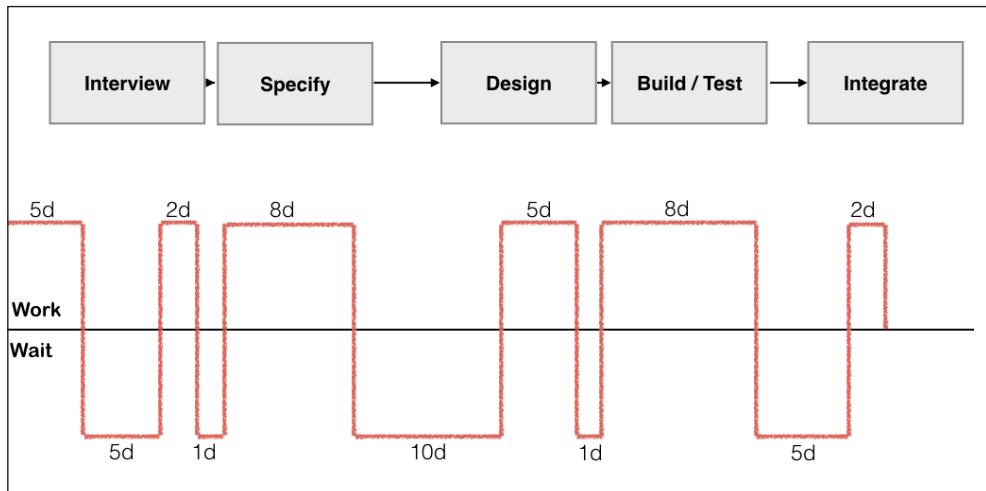 Interview
Specify
Design
Build / Test
Integrate
5d
2d
8d
5d
8d
2d
Work
Wait
5d
1d
10d
1d
5d